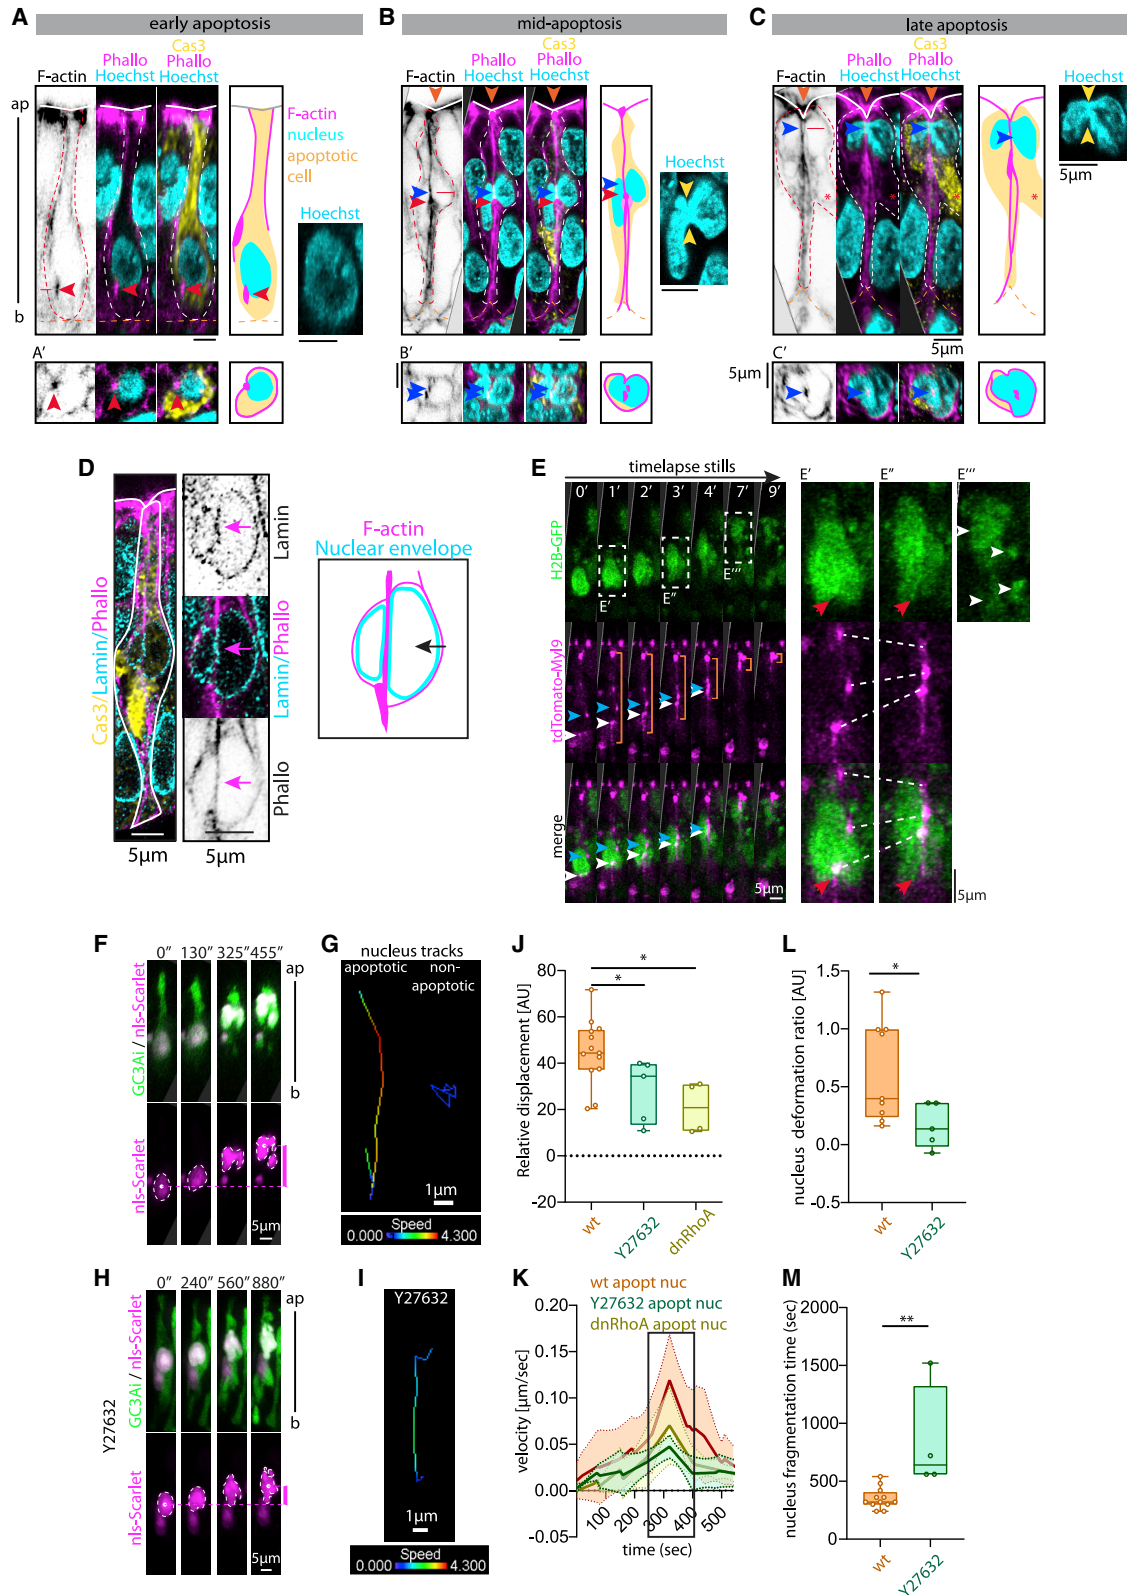 A
early apoptosis
Cas3
Phallo Phallo
F-actin Hoechst Hoechst
ap
b
F-actin
nucleus
apoptotic
cell
Hoechst
A'
B
mid-apoptosis
Cas3
Phallo Phallo
F-actin Hoechst Hoechst
ap
b
Hoechst
B'
C
late apoptosis
Cas3
Phallo Phallo
F-actin Hoechst Hoechst
ap
b
*
*
*
*
5µm
Hoechst
5µm
C'
5µm
D
Cas3/Lamin/Phallo
5µm
Lamin
Lamin/Phallo
Phallo
5µm
F-actin
Nuclear envelope
E
timelapse stills
0' 1' 2' 3' 4' 7' 9'
H2B-GFP
E' E" E'"
tdTomato-Myl9
merge
5µm
E' E" E'"
5µm
F
0" 130" 325" 455"
GC3Ai / nls-Scarlet
ap
b
nls-Scarlet
5µm
G
nucleus tracks
apoptotic non-apoptotic
1µm
Speed
0.000 4.300
H
0" 240" 560" 880"
Y27632
GC3Ai / nls-Scarlet
ap
b
nls-Scarlet
5µm
I
Y27632
1µm
Speed
0.000 4.300
J
Relative displacement [AU]
80
60
40
20
0
-20
*
*
wt
Y27632
dnRhoA
K
wt apopt nuc
Y27632 apopt nuc
dnRhoA apopt nuc
velocity [µm/sec]
0.20
0.15
0.10
0.05
0.00
-0.05
100 200 300 400 500
time (sec)
L
nucleus deformation ratio [AU]
1.5
1.0
0.5
0.0
-0.5
*
wt
Y27632
M
nucleus fragmentation time (sec)
2000
1500
1000
500
0
**
wt
Y27632